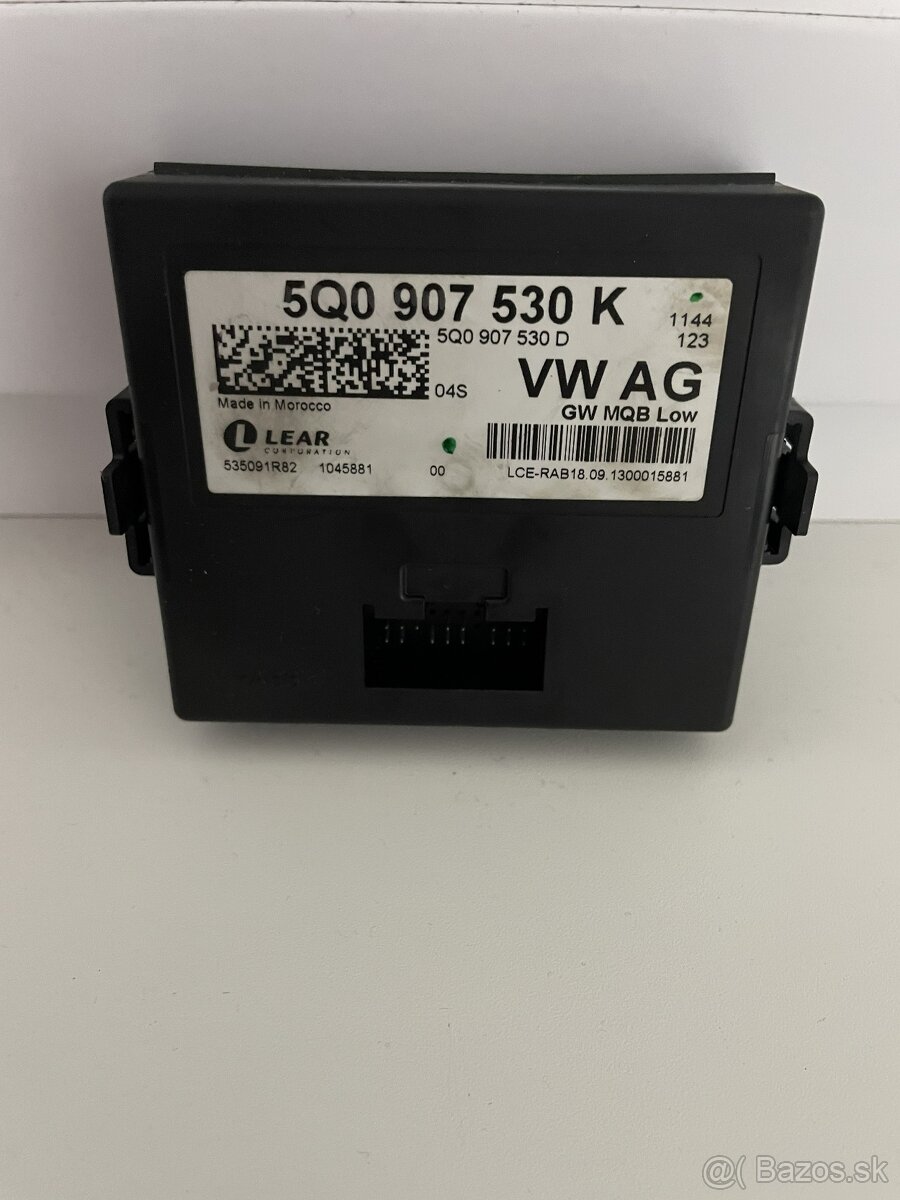 5Q0 907 530 K
1144
5Q0 907 530 D
123
04S
VW AG
Made in Morocco
GW MQB Low
LEAR
CORPORATION
535091R82 1045881 00
LCE-RAB18.09.1300015881
@( Bazos.sk